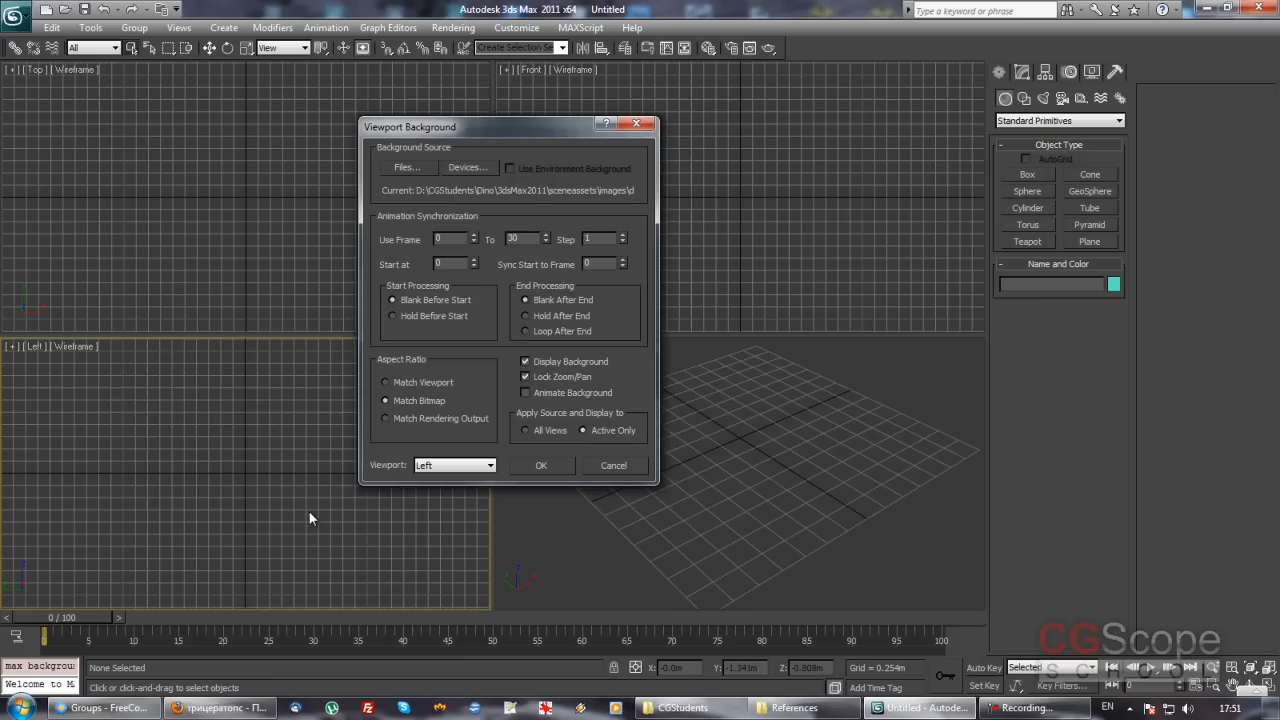 Autodesk 3ds Max 2011 x64 Untitled
Type a keyword or phrase
Edit Tools Group Views Create Modifiers Animation Graph Editors Rendering Customize MAXScript Help
All View Create Selection Se
[ + ] [ Top ] [ Wireframe ]
[ + ] [ Front ] [ Wireframe ]
Viewport Background
Background Source
Files... Devices... Use Environment Background
Current: D:\CGStudents\Dino\3dsMax2011\sceneassets\images\d
Animation Synchronization
Use Frame 0 To 30 Step 1
Start at 0 Sync Start to Frame 0
Start Processing
Blank Before Start
Hold Before Start
End Processing
Blank After End
Hold After End
Loop After End
Aspect Ratio
Match Viewport
Match Bitmap
Match Rendering Output
Display Background
Lock Zoom/Pan
Animate Background
Apply Source and Display to
All Views Active Only
Viewport: Left OK Cancel
Standard Primitives
- Object Type
AutoGrid
Box Cone
Sphere GeoSphere
Cylinder Tube
Torus Pyramid
Teapot Plane
- Name and Color
[ + ] [ Left ] [ Wireframe ]
< 0 / 100 >
0 5 10 15 20 25 30 35 40 45 50 55 60 65 70 75 80 85 90 95 100
CGScope
SCHOOL
max backgrou None Selected X: -0.0m Y: -1.341m Z: -0.808m Grid = 0.254m Auto Key Selected
Welcome to M Click or click-and-drag to select objects Add Time Tag Set Key Key Filters... 0
Groups - FreeCo... трицератопс - П... CGStudents References Untitled - Autode... Recording... EN 17:51